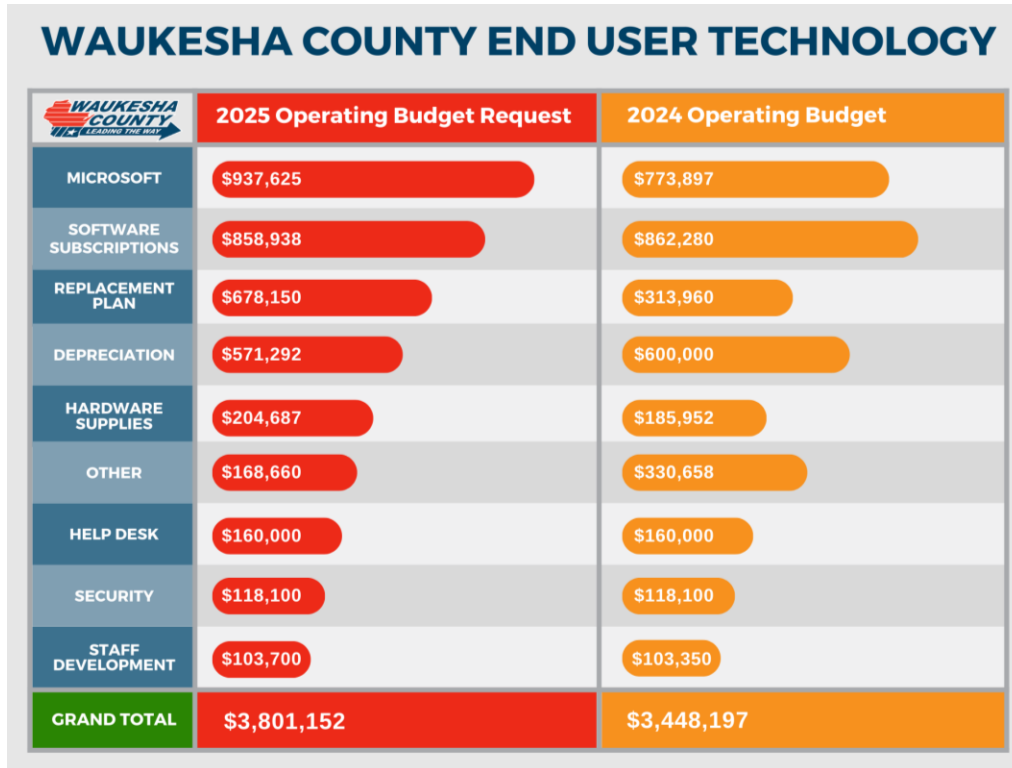 WAUKESHA COUNTY END USER TECHNOLOGY
WAUKESHA
COUNTY
LEADING THE WAY
2025 Operating Budget Request
2024 Operating Budget
MICROSOFT
$937,625
$773,897
SOFTWARE
SUBSCRIPTIONS
$858,938
$862,280
REPLACEMENT
PLAN
$678,150
$313,960
DEPRECIATION
$571,292
$600,000
HARDWARE
SUPPLIES
$204,687
$185,952
OTHER
$168,660
$330,658
HELP DESK
$160,000
$160,000
SECURITY
$118,100
$118,100
STAFF
DEVELOPMENT
$103,700
$103,350
GRAND TOTAL
$3,801,152
$3,448,197